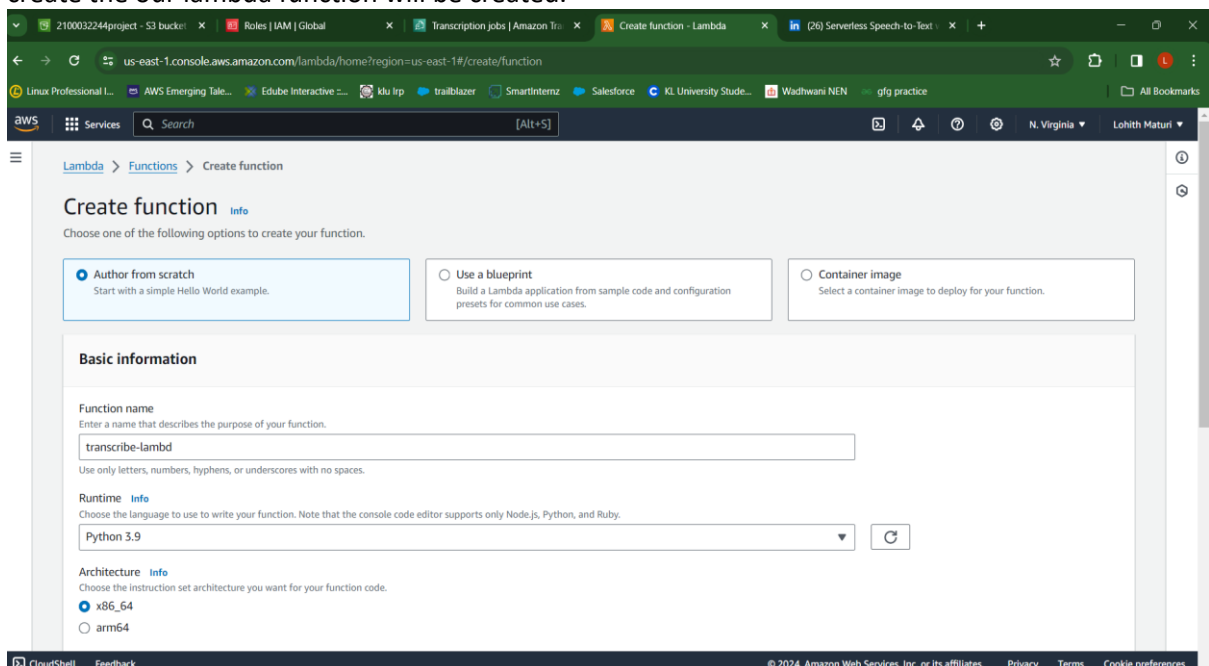 create the our lambda function will be created.
2100033244project - S3 bucket
Roles | IAM | Global
Transcription jobs | Amazon Tra
Create function - Lambda
(26) Serverless Speech-to-Text
us-east-1.console.aws.amazon.com/lambda/home?region=us-east-1#/create/function
Linux Professional I... AWS Emerging Tale... Edube Interactive ::... klu lrp trailblazer SmartInternz Salesforce KL University Stude... Wadhwani NEN gfg practice All Bookmarks
aws Services Search [Alt+S] N. Virginia Lohith Maturi
Lambda > Functions > Create function
Create function Info
Choose one of the following options to create your function.
Author from scratch
Start with a simple Hello World example.
Use a blueprint
Build a Lambda application from sample code and configuration
presets for common use cases.
Container image
Select a container image to deploy for your function.
Basic information
Function name
Enter a name that describes the purpose of your function.
transcribe-lambd
Use only letters, numbers, hyphens, or underscores with no spaces.
Runtime Info
Choose the language to use to write your function. Note that the console code editor supports only Node.js, Python, and Ruby.
Python 3.9
Architecture Info
Choose the instruction set architecture you want for your function code.
x86_64
arm64
CloudShell Feedback © 2024, Amazon Web Services, Inc. or its affiliates. Privacy Terms Cookie preferences